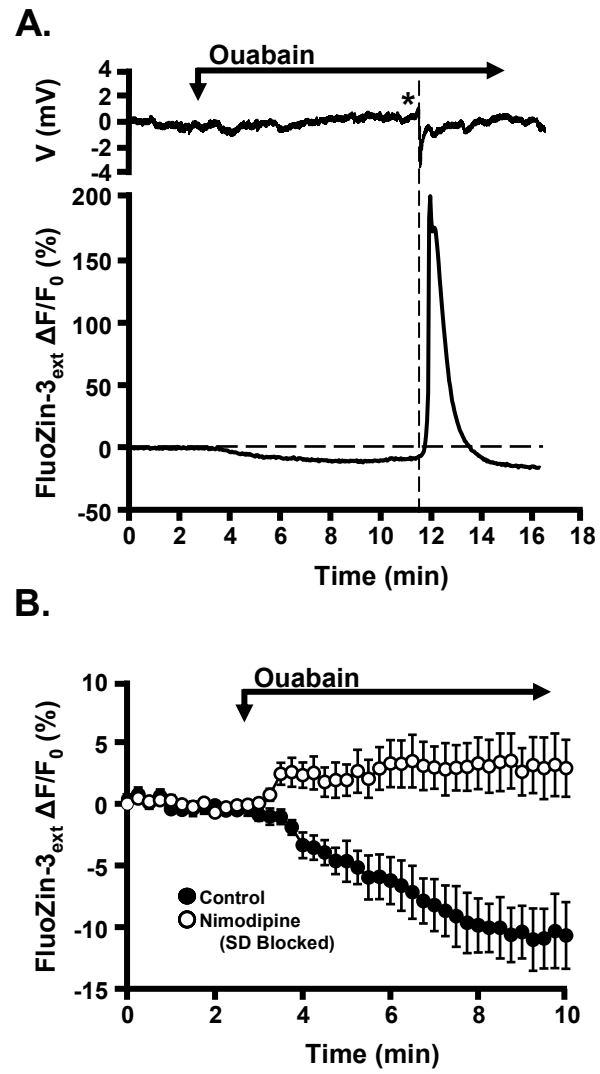 A.
Ouabain
*
V (mV)
4
2
0
-2
-4
FluoZin-3ext ΔF/F0 (%)
200
150
100
50
0
-50
0 2 4 6 8 10 12 14 16 18
Time (min)
B.
Ouabain
FluoZin-3ext ΔF/F0 (%)
10
5
0
-5
-10
-15
Control
Nimodipine
(SD Blocked)
0 2 4 6 8 10
Time (min)